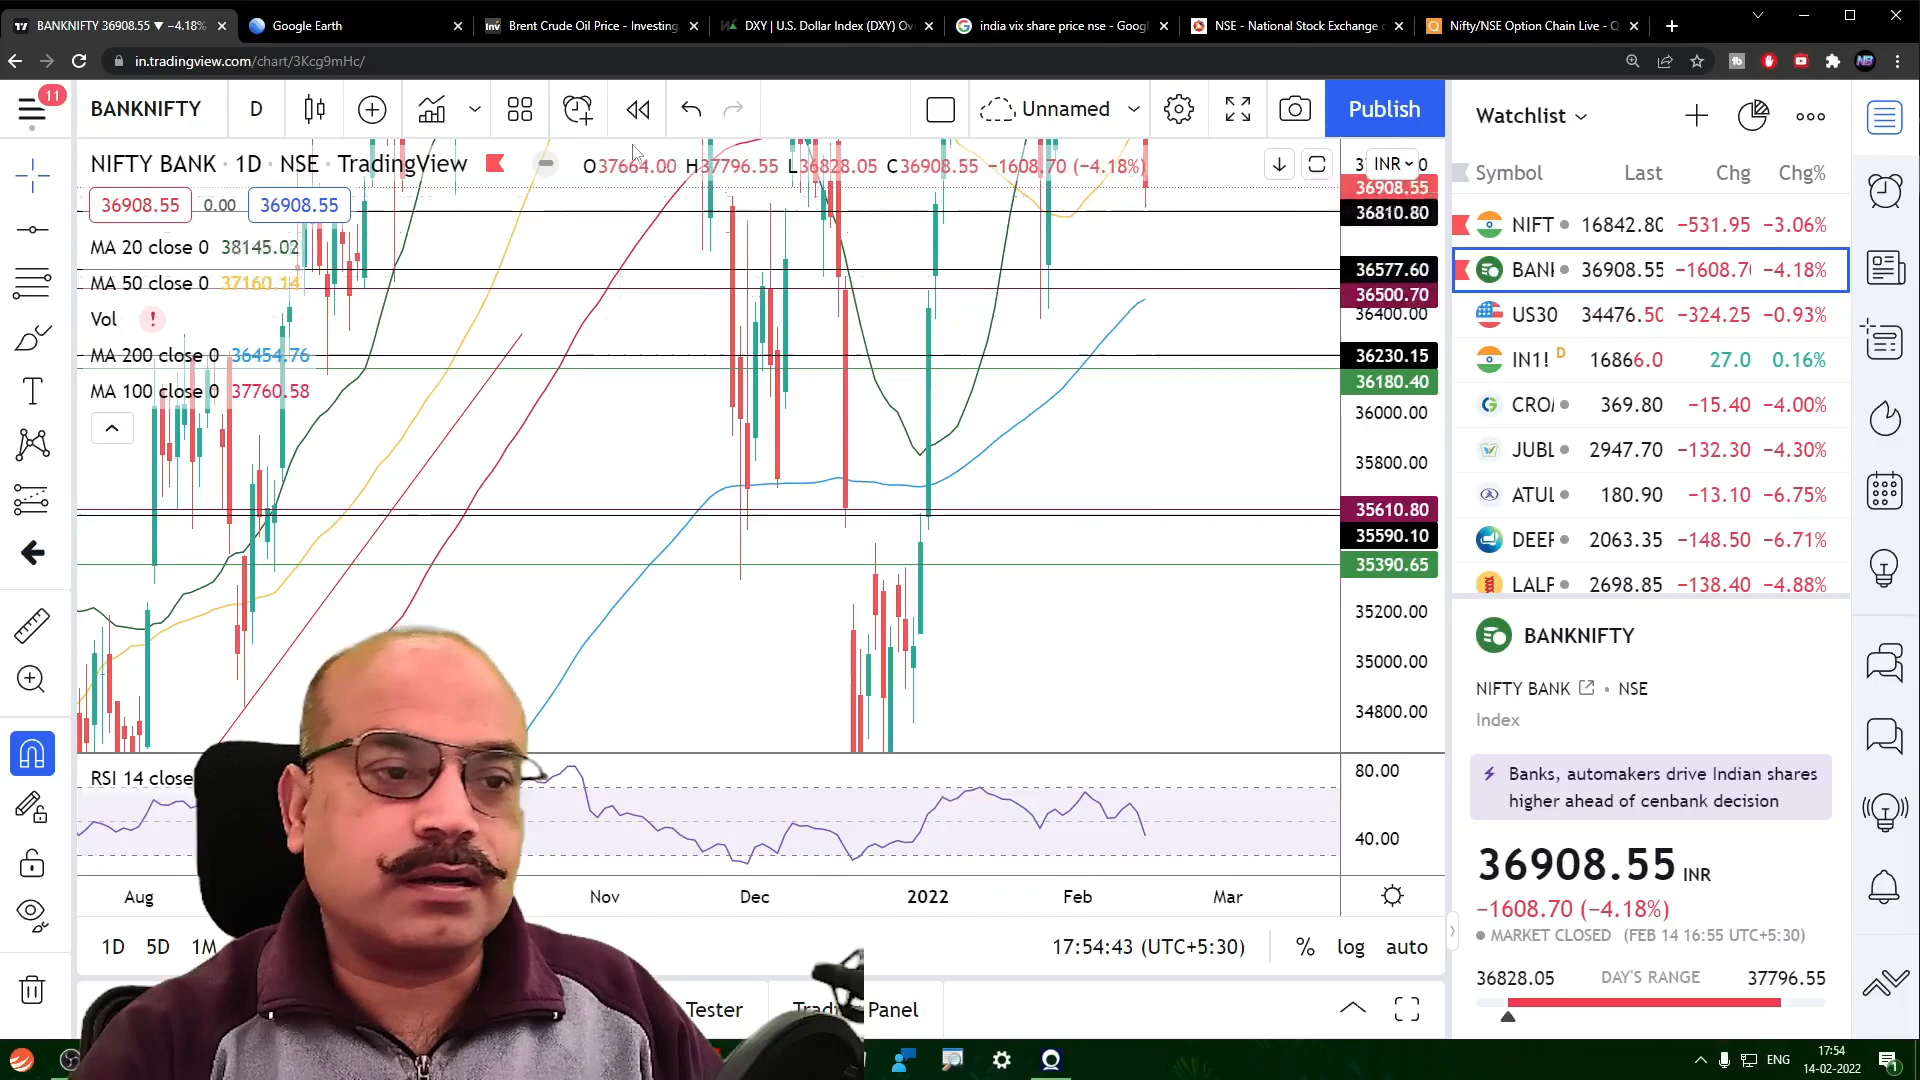 BANKNIFTY 36908.55 ▼ −4.18%
Google Earth
Brent Crude Oil Price - Investing.
DXY | U.S. Dollar Index (DXY) Ov
india vix share price nse - Googl
NSE - National Stock Exchange o
Nifty/NSE Option Chain Live - Q
in.tradingview.com/chart/3Kcg9mHc/
NB
11
BANKNIFTY
D
Unnamed
Publish
Watchlist
NIFTY BANK · 1D · NSE · TradingView
O37664.00 H37796.55 L36828.05 C36908.55 −1608.70 (−4.18%)
INR
36908.55 0.00 36908.55
MA 20 close 0 38145.02
MA 50 close 0 37160.14
Vol !
MA 200 close 0 36454.76
MA 100 close 0 37760.58
36908.55
36810.80
36577.60
36500.70
36400.00
36230.15
36180.40
36000.00
35800.00
35610.80
35590.10
35390.65
35200.00
35000.00
34800.00
RSI 14 close
80.00
40.00
Aug
Nov
Dec
2022
Feb
Mar
1D 5D 1M
17:54:43 (UTC+5:30)
% log auto
Tester
Trading Panel
Symbol Last Chg Chg%
NIFT 16842.80 −531.95 −3.06%
BANK 36908.55 −1608.70 −4.18%
US30 34476.50 −324.25 −0.93%
IN1! D 16866.0 27.0 0.16%
CRO 369.80 −15.40 −4.00%
JUBL 2947.70 −132.30 −4.30%
ATUL 180.90 −13.10 −6.75%
DEEP 2063.35 −148.50 −6.71%
LALP 2698.85 −138.40 −4.88%
BANKNIFTY
NIFTY BANK • NSE
Index
Banks, automakers drive Indian shares
higher ahead of cenbank decision
36908.55 INR
−1608.70 (−4.18%)
MARKET CLOSED (FEB 14 16:55 UTC+5:30)
36828.05 DAY'S RANGE 37796.55
ENG
17:54
14-02-2022
1